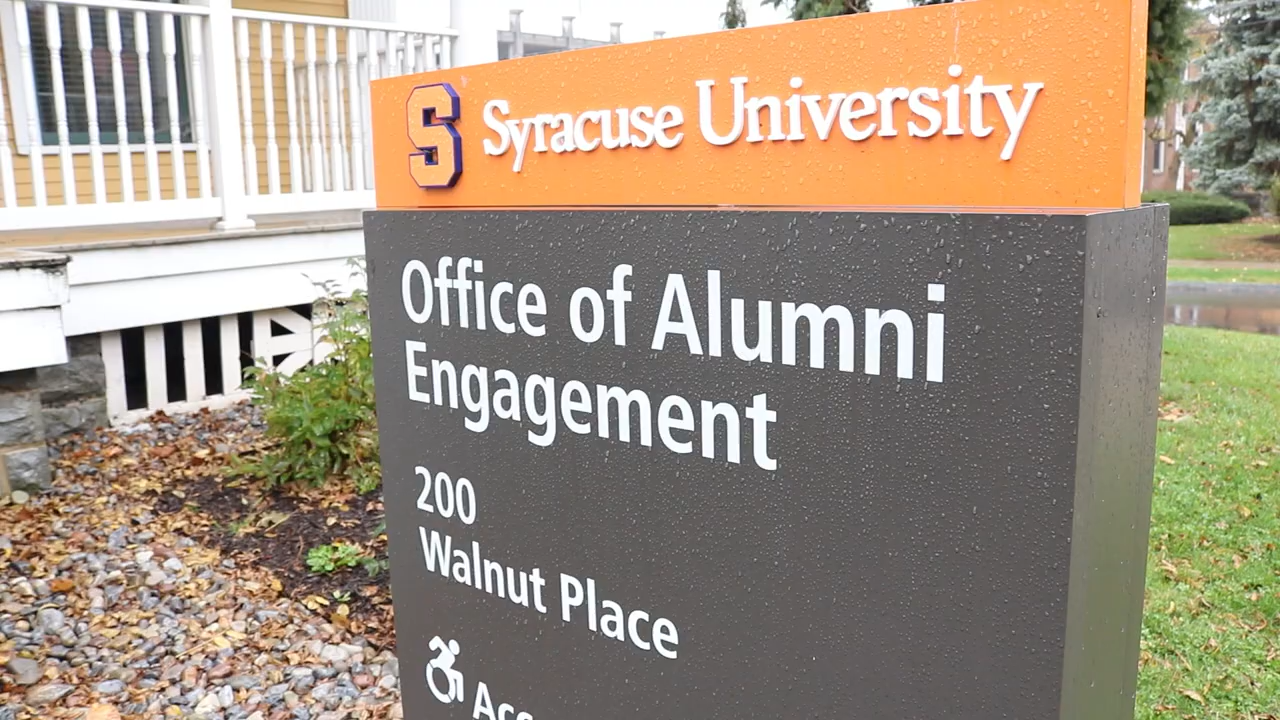 S Syracuse University
Office of Alumni
Engagement
200
Walnut Place